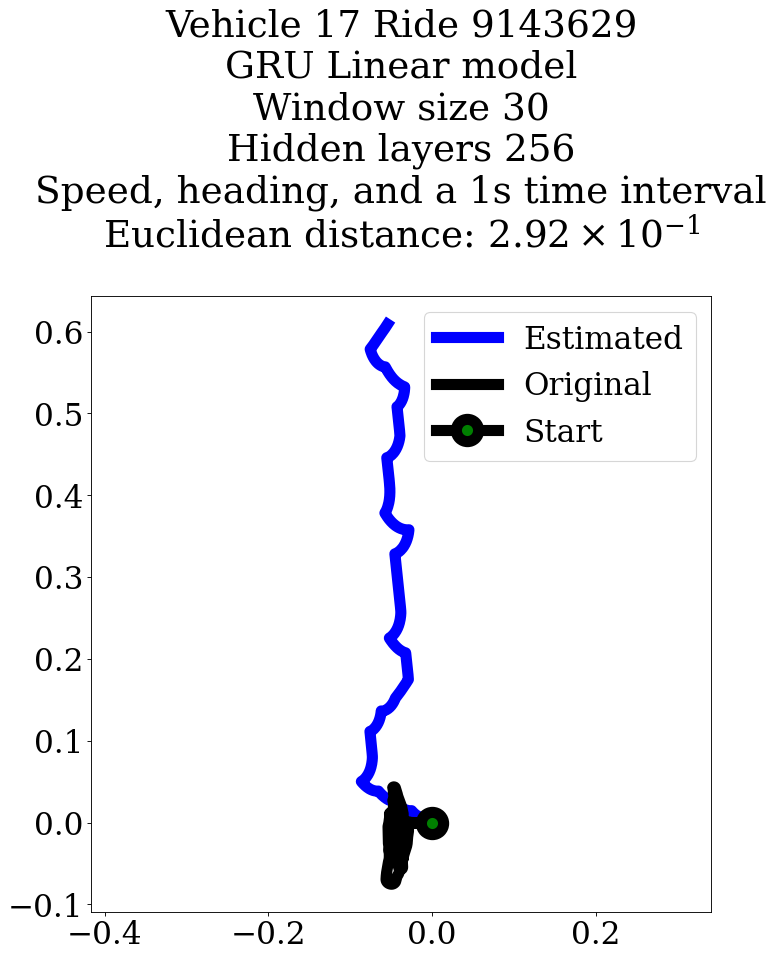 Vehicle 17 Ride 9143629
GRU Linear model
Window size 30
Hidden layers 256
Speed, heading, and a 1s time interval
Euclidean distance: 2.92 × 10⁻¹
Estimated
Original
Start
0.6
0.5
0.4
0.3
0.2
0.1
0.0
−0.1
−0.4
−0.2
0.0
0.2